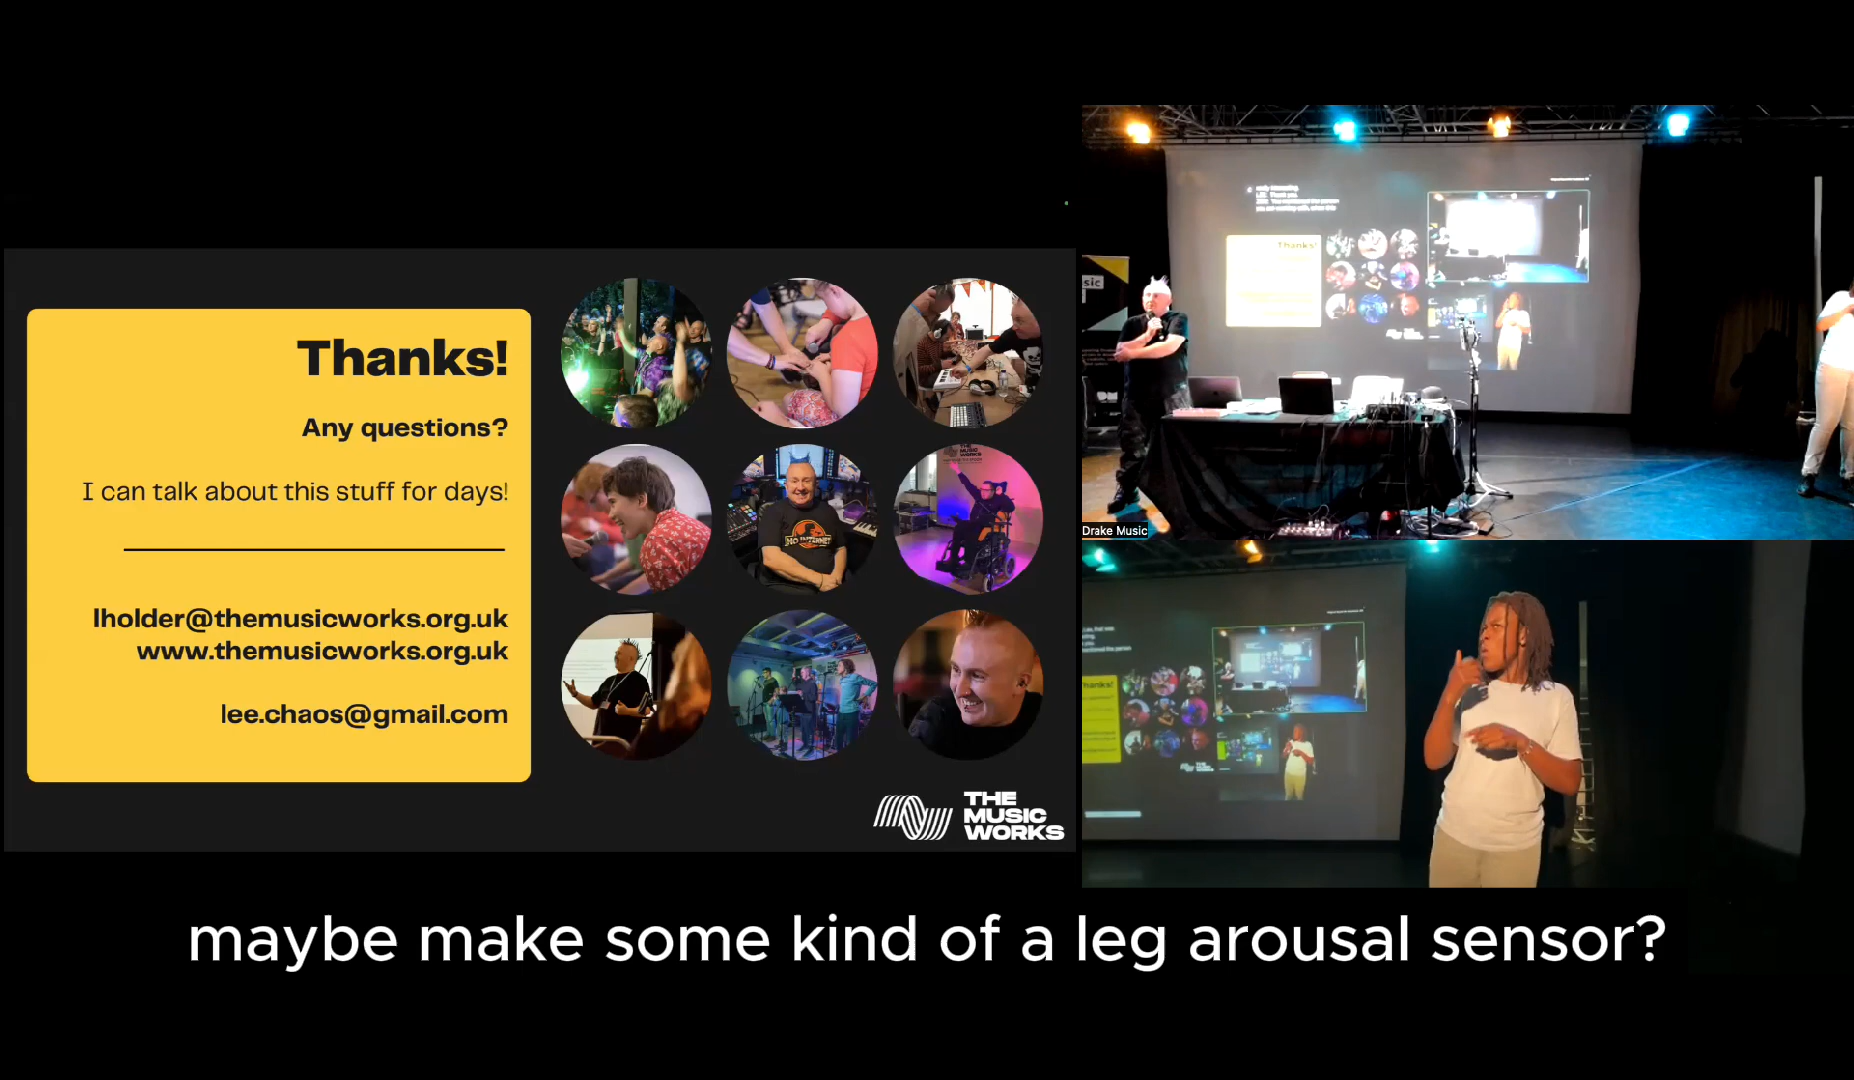 Thanks!
Any questions?
I can talk about this stuff for days!
lholder@themusicworks.org.uk
www.themusicworks.org.uk
lee.chaos@gmail.com
THE
MUSIC
WORKS
Drake Music
Thanks!
maybe make some kind of a leg arousal sensor?